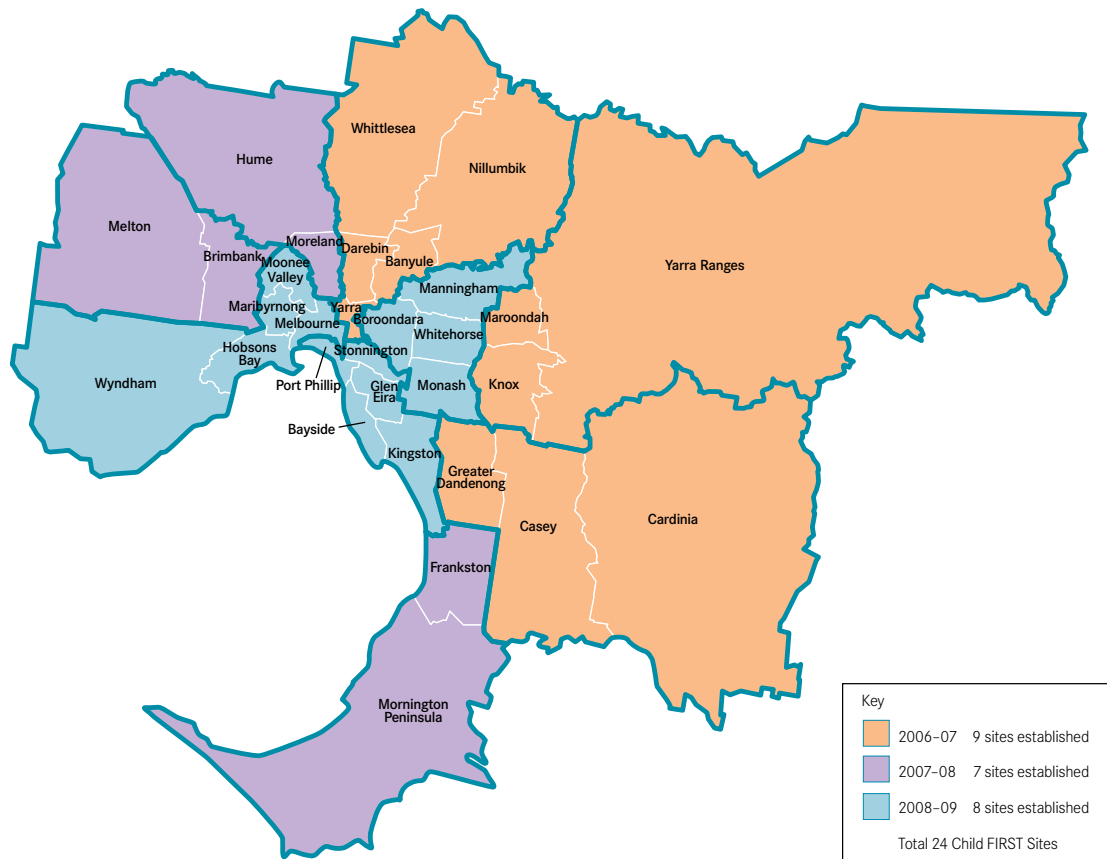 Whittlesea
Hume
Nillumbik
Melton
Moreland
Darebin
Brimbank
Banyule
Moonee
Valley
Yarra Ranges
Manningham
Maribyrnong
Yarra
Maroondah
Melbourne
Boroondara
Whitehorse
Hobsons
Bay
Stonnington
Wyndham
Port Phillip
Glen
Eira
Monash
Knox
Bayside
Kingston
Greater
Dandenong
Casey
Cardinia
Frankston
Mornington
Peninsula
Key
2006–07 9 sites established
2007–08 7 sites established
2008–09 8 sites established
Total 24 Child FIRST Sites